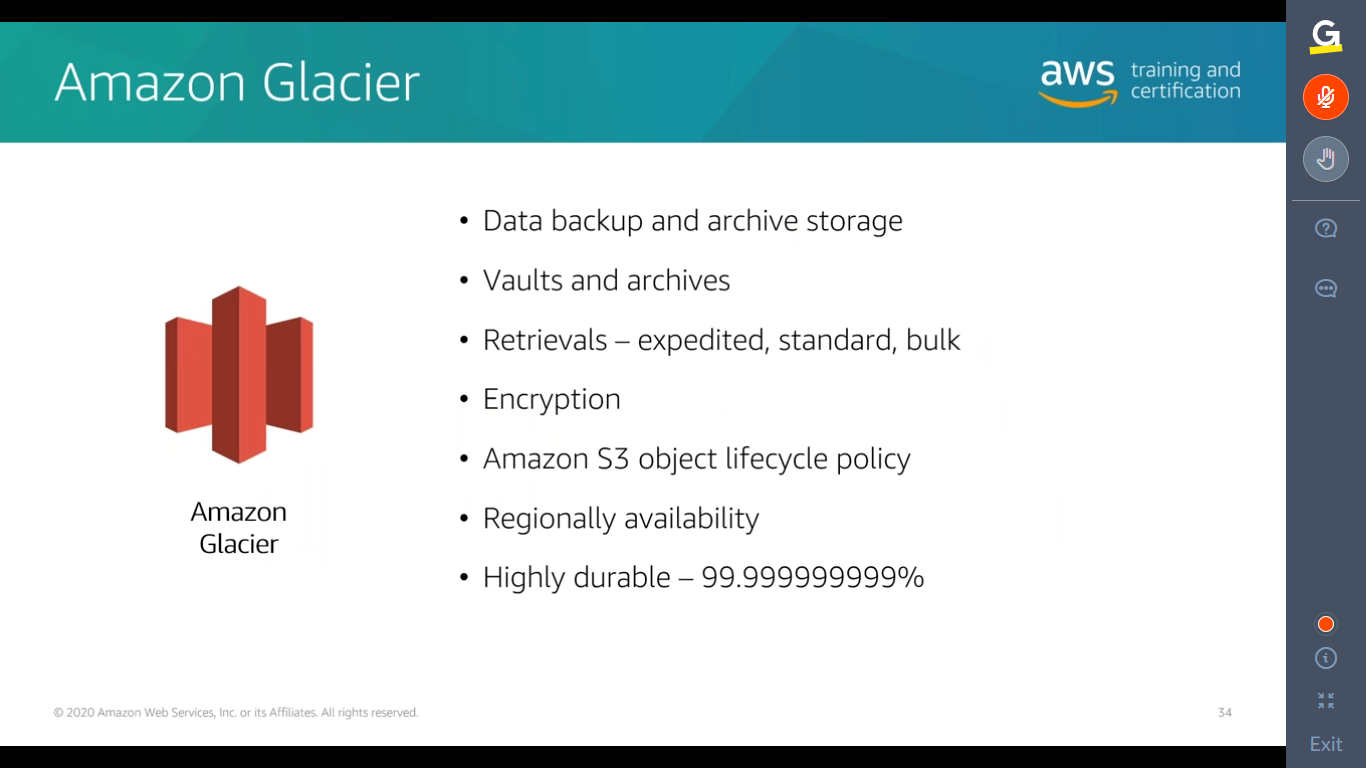 Amazon Glacier
aws training and
certification
• Data backup and archive storage
• Vaults and archives
• Retrievals – expedited, standard, bulk
• Encryption
• Amazon S3 object lifecycle policy
• Regionally availability
• Highly durable – 99.999999999%
Amazon
Glacier
© 2020 Amazon Web Services, Inc. or its Affiliates. All rights reserved.
34
G
Exit